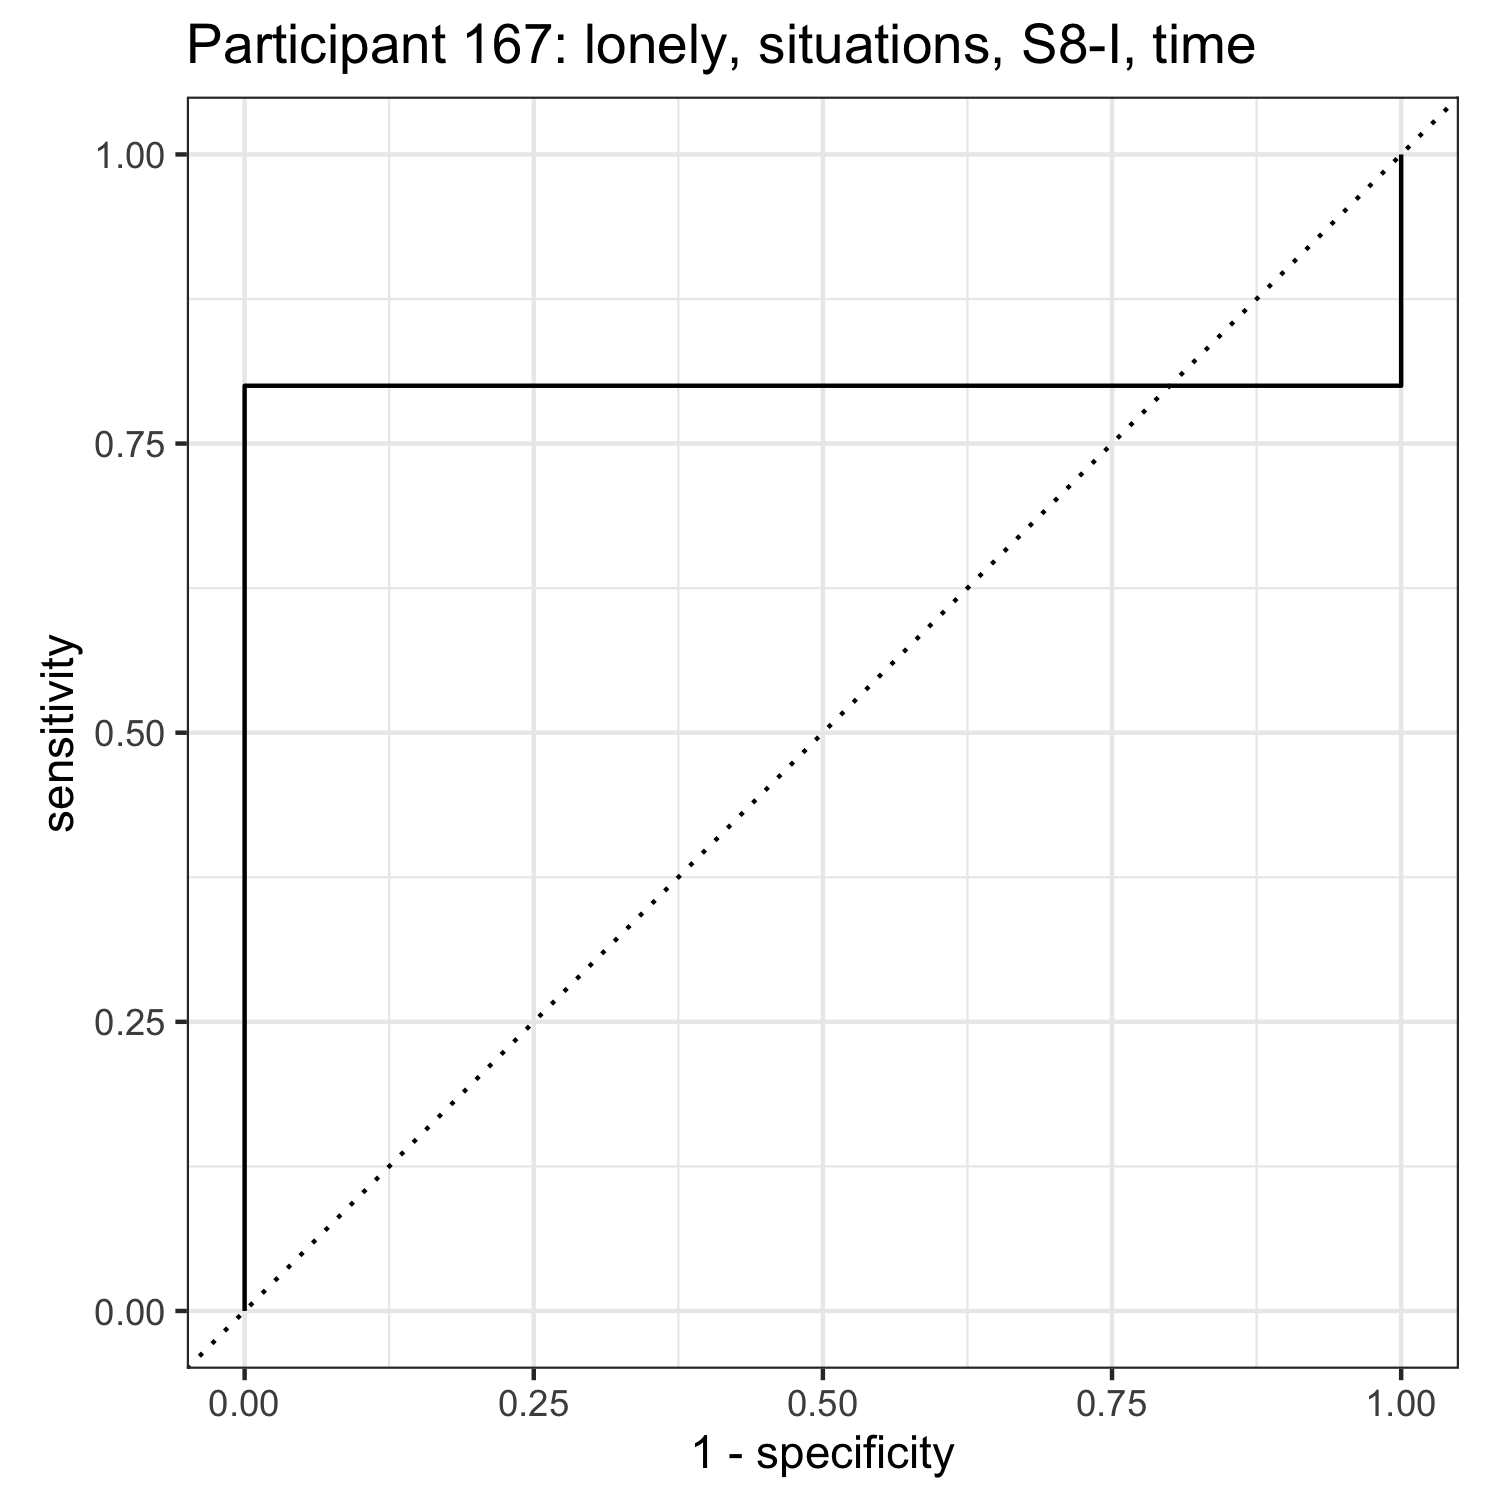 Participant 167: lonely, situations, S8-I, time
1.00
0.75
0.50
0.25
0.00
sensitivity
0.00 0.25 0.50 0.75 1.00
1 - specificity